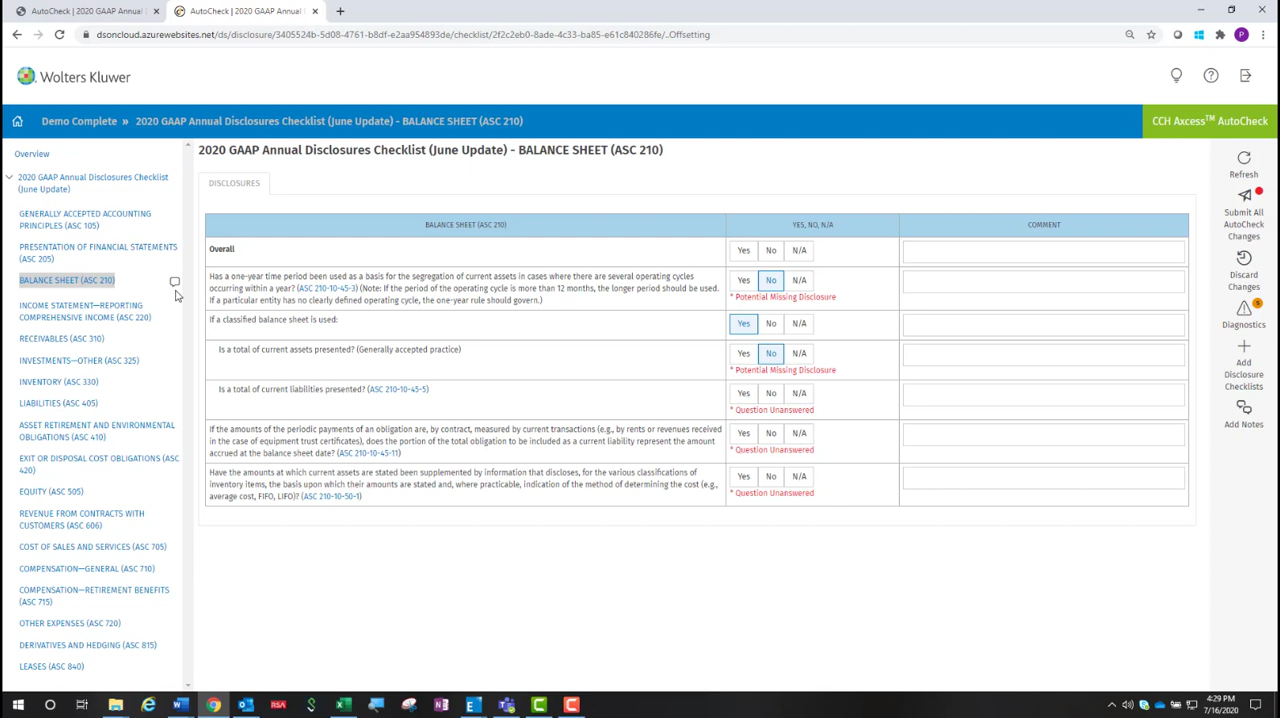 AutoCheck | 2020 GAAP Annual
AutoCheck | 2020 GAAP Annual
dsoncloud.azurewebsites.net/ds/disclosure/3405524b-5d08-4761-b8df-e2aa954893de/checklist/2f2c2eb0-8ade-4c33-ba85-e61c840286fe/..Offsetting
P
Wolters Kluwer
Demo Complete » 2020 GAAP Annual Disclosures Checklist (June Update) - BALANCE SHEET (ASC 210)
CCH Axcess™ AutoCheck
Overview
2020 GAAP Annual Disclosures Checklist
(June Update)
GENERALLY ACCEPTED ACCOUNTING
PRINCIPLES (ASC 105)
PRESENTATION OF FINANCIAL STATEMENTS
(ASC 205)
BALANCE SHEET (ASC 210)
INCOME STATEMENT—REPORTING
COMPREHENSIVE INCOME (ASC 220)
RECEIVABLES (ASC 310)
INVESTMENTS—OTHER (ASC 325)
INVENTORY (ASC 330)
LIABILITIES (ASC 405)
ASSET RETIREMENT AND ENVIRONMENTAL
OBLIGATIONS (ASC 410)
EXIT OR DISPOSAL COST OBLIGATIONS (ASC
420)
EQUITY (ASC 505)
REVENUE FROM CONTRACTS WITH
CUSTOMERS (ASC 606)
COST OF SALES AND SERVICES (ASC 705)
COMPENSATION—GENERAL (ASC 710)
COMPENSATION—RETIREMENT BENEFITS
(ASC 715)
OTHER EXPENSES (ASC 720)
DERIVATIVES AND HEDGING (ASC 815)
LEASES (ASC 840)
2020 GAAP Annual Disclosures Checklist (June Update) - BALANCE SHEET (ASC 210)
DISCLOSURES
BALANCE SHEET (ASC 210) YES, NO, N/A COMMENT
Overall Yes No N/A
Has a one-year time period been used as a basis for the segregation of current assets in cases where there are several operating cycles
occurring within a year? (ASC 210-10-45-3) (Note: If the period of the operating cycle is more than 12 months, the longer period should be used.
If a particular entity has no clearly defined operating cycle, the one-year rule should govern.)
Yes No N/A
* Potential Missing Disclosure
If a classified balance sheet is used: Yes No N/A
Is a total of current assets presented? (Generally accepted practice) Yes No N/A
* Potential Missing Disclosure
Is a total of current liabilities presented? (ASC 210-10-45-5) Yes No N/A
* Question Unanswered
If the amounts of the periodic payments of an obligation are, by contract, measured by current transactions (e.g., by rents or revenues received
in the case of equipment trust certificates), does the portion of the total obligation to be included as a current liability represent the amount
accrued at the balance sheet date? (ASC 210-10-45-11)
Yes No N/A
* Question Unanswered
Have the amounts at which current assets are stated been supplemented by information that discloses, for the various classifications of
inventory items, the basis upon which their amounts are stated and, where practicable, indication of the method of determining the cost (e.g.,
average cost, FIFO, LIFO)? (ASC 210-10-50-1)
Yes No N/A
* Question Unanswered
Refresh
Submit All
AutoCheck
Changes
Discard
Changes
5
Diagnostics
Add
Disclosure
Checklists
Add Notes
RSA
4:29 PM
7/16/2020